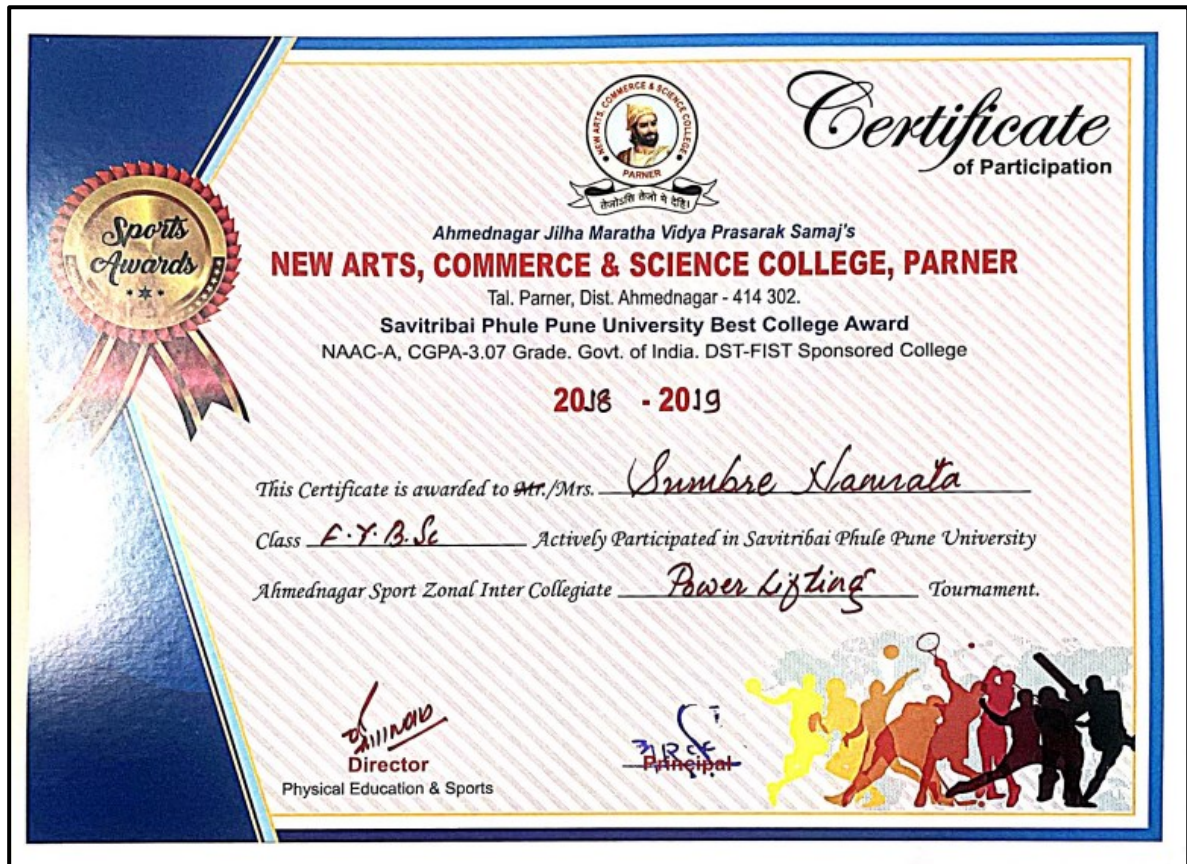 NEW ARTS, COMMERCE & SCIENCE COLLEGE
PARNER
तेजोऽसि तेजो मे देहि।
Certificate
of Participation
Sports
Awards
Ahmednagar Jilha Maratha Vidya Prasarak Samaj's
NEW ARTS, COMMERCE & SCIENCE COLLEGE, PARNER
Tal. Parner, Dist. Ahmednagar - 414 302.
Savitribai Phule Pune University Best College Award
NAAC-A, CGPA-3.07 Grade. Govt. of India. DST-FIST Sponsored College
2018 - 2019
This Certificate is awarded to Mr./Mrs. Sumbre Namrata
Class F.Y.B.Sc Actively Participated in Savitribai Phule Pune University
Ahmednagar Sport Zonal Inter Collegiate Power Lifting Tournament.
Director
Physical Education & Sports
Principal